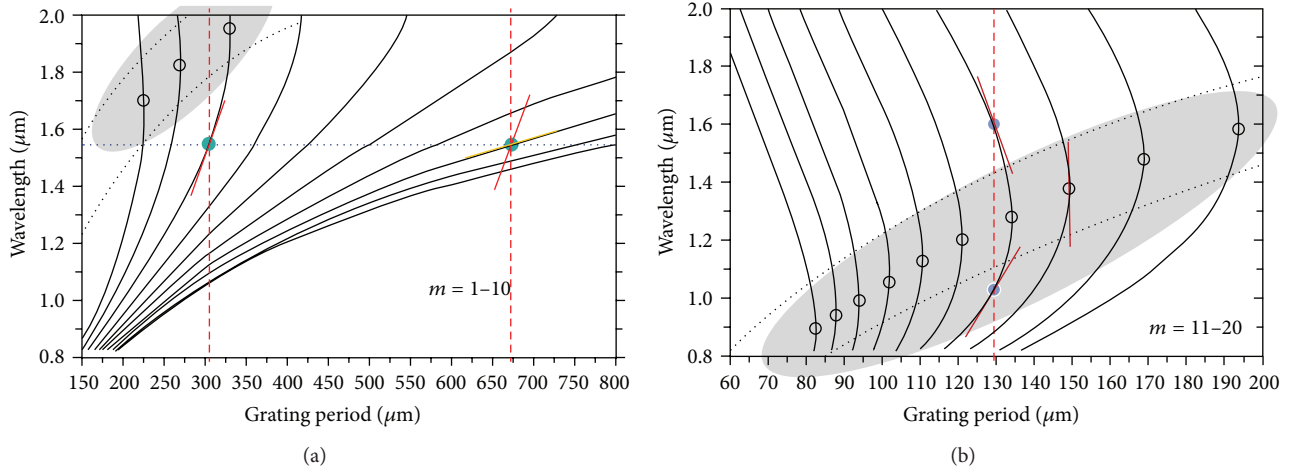 2.0
1.8
1.6
1.4
1.2
1.0
0.8
Wavelength (μm)
m = 1–10
150 200 250 300 350 400 450 500 550 600 650 700 750 800
Grating period (μm)
(a)
2.0
1.8
1.6
1.4
1.2
1.0
0.8
Wavelength (μm)
m = 11–20
60 70 80 90 100 110 120 130 140 150 160 170 180 190 200
Grating period (μm)
(b)